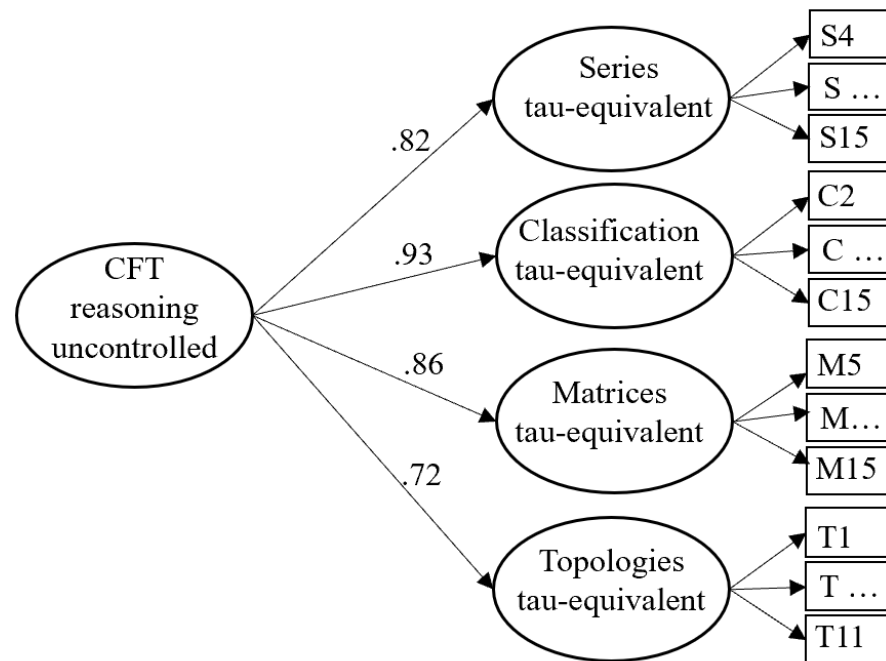 CFT
reasoning
uncontrolled
.82
.93
.86
.72
Series
tau-equivalent
Classification
tau-equivalent
Matrices
tau-equivalent
Topologies
tau-equivalent
S4
S ...
S15
C2
C ...
C15
M5
M...
M15
T1
T ...
T11